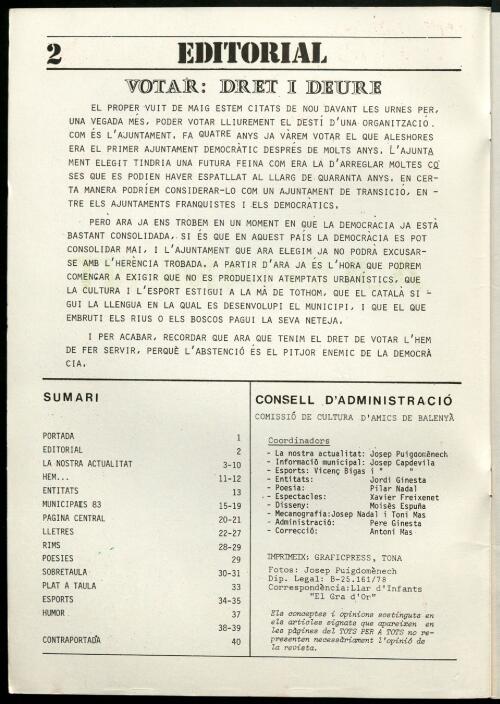 2 EDITORIAL
VOTAR: DRET I DEURE
EL PROPER VUIT DE MAIG ESTEM CITATS DE NOU DAVANT LES URNES PER,
UNA VEGADA MÉS, PODER VOTAR LLIUREMENT EL DESTÍ D'UNA ORGANITZACIÓ.
COM ÉS L'AJUNTAMENT. FA QUATRE ANYS JA VÀREM VOTAR EL QUE ALESHORES
ERA EL PRIMER AJUNTAMENT DEMOCRÀTIC DESPRÉS DE MOLTS ANYS. L'AJUNTA
MENT ELEGIT TINDRIA UNA FUTURA FEINA COM ERA LA D'ARREGLAR MOLTES CO
SES QUE ES PODIEN HAVER ESPATLLAT AL LLARG DE QUARANTA ANYS. EN CER-
TA MANERA PODRÍEM CONSIDERAR-LO COM UN AJUNTAMENT DE TRANSICIÓ, EN -
TRE ELS AJUNTAMENTS FRANQUISTES I ELS DEMOCRÀTICS.
PERÒ ARA JA ENS TROBEM EN UN MOMENT EN QUE LA DEMOCRACIA JA ESTÀ
BASTANT CONSOLIDADA, SI ÉS QUE EN AQUEST PAÍS LA DEMOCRÀCIA ES POT
CONSOLIDAR MAI, I L'AJUNTAMENT QUE ARA ELEGIM JA NO PODRÀ EXCUSAR-
SE AMB L'HERÈNCIA TROBADA. A PARTIR D'ARA JA ÉS L'HORA QUE PODREM
COMENÇAR A EXIGIR QUE NO ES PRODUEIXIN ATEMPTATS URBANÍSTICS, QUE
LA CULTURA I L'ESPORT ESTIGUI A LA MÀ DE TOTHOM, QUE EL CATALÀ SI -
GUI LA LLENGUA EN LA QUAL ES DESENVOLUPI EL MUNICIPI, I QUE EL QUE
EMBRUTI ELS RIUS O ELS BOSCOS PAGUI LA SEVA NETEJA.
I PER ACABAR, RECORDAR QUE ARA QUE TENIM EL DRET DE VOTAR L'HEM
DE FER SERVIR, PERQUÈ L'ABSTENCIÓ ÉS EL PITJOR ENEMIC DE LA DEMOCRÀ
CIA.
SUMARI
PORTADA 1
EDITORIAL 2
LA NOSTRA ACTUALITAT 3-10
HEM... 11-12
ENTITATS 13
MUNICIPALS 83 15-19
PAGINA CENTRAL 20-21
LLETRES 22-27
RIMS 28-29
POESIES 29
SOBRETAULA 30-31
PLAT A TAULA 33
ESPORTS 34-35
HUMOR 37
38-39
CONTRAPORTADA 40
CONSELL D'ADMINISTRACIÓ
COMISSIÓ DE CULTURA D'AMICS DE BALENYÀ
Coordinadors
- La nostra actualitat: Josep Puigdomènech
- Informació municipal: Josep Capdevila
- Esports: Vicenç Bigas i " "
- Entitats: Jordi Ginesta
- Poesia: Pilar Nadal
- Espectacles: Xavier Freixenet
- Disseny: Moisès Espuña
- Mecanografia:Josep Nadal i Toni Mas
- Administració: Pere Ginesta
- Correcció: Antoni Mas
IMPRIMEIX: GRAFICPRESS, TONA
Fotos: Josep Puigdomènech
Dip. Legal: B-25.161/78
Correspondència:Llar d'Infants
"El Gra d'Or"
Els conceptes i opinions sostinguts en
els articles signats que apareixen en
les pàgines del TOTS PER A TOTS no re-
presenten necessàriament l'opinió de
la revista.